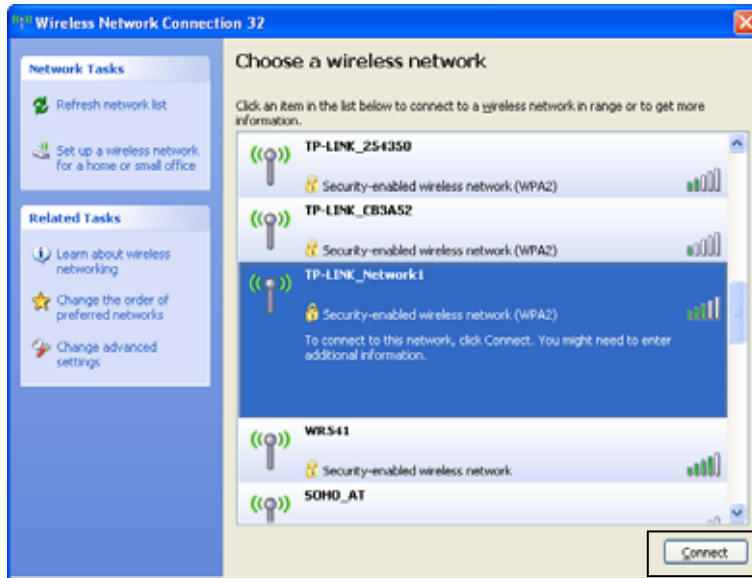 Wireless Network Connection 32
Network Tasks
Refresh network list
Set up a wireless network
for a home or small office
Related Tasks
Learn about wireless
networking
Change the order of
preferred networks
Change advanced
settings
Choose a wireless network
Click an item in the list below to connect to a wireless network in range or to get more
information.
TP-LINK_254350
Security-enabled wireless network (WPA2)
TP-LINK_CB3A52
Security-enabled wireless network (WPA2)
TP-LINK_Network1
Security-enabled wireless network (WPA2)
To connect to this network, click Connect. You might need to enter
additional information.
WR541
Security-enabled wireless network
SOHO_AT
Connect